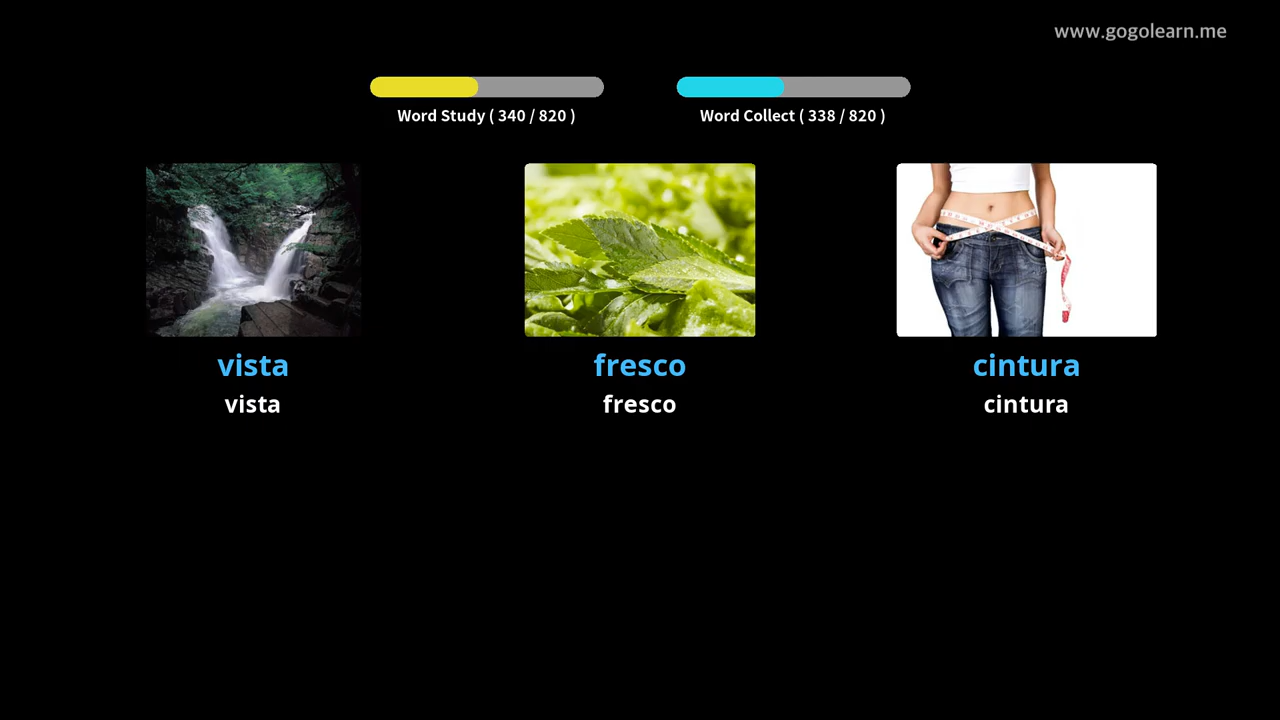 www.gogolearn.me
Word Study ( 340 / 820 )
Word Collect ( 338 / 820 )
vista
vista
fresco
fresco
cintura
cintura